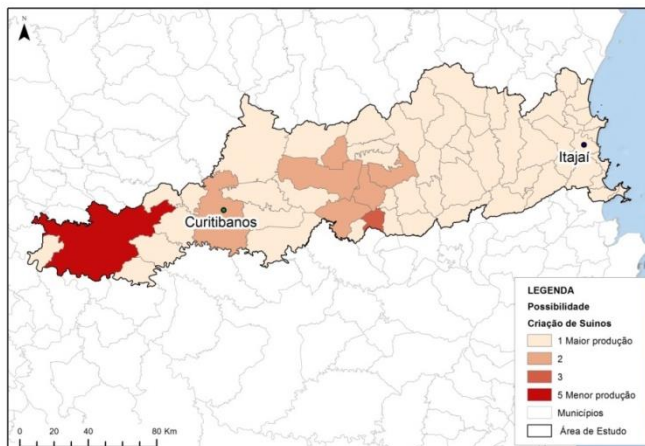 N
Itajaí
Curitibanos
LEGENDA
Possibilidade
Criação de Suinos
1 Maior produção
2
3
5 Menor produção
Municípios
Área de Estudo
0 20 40 80 Km